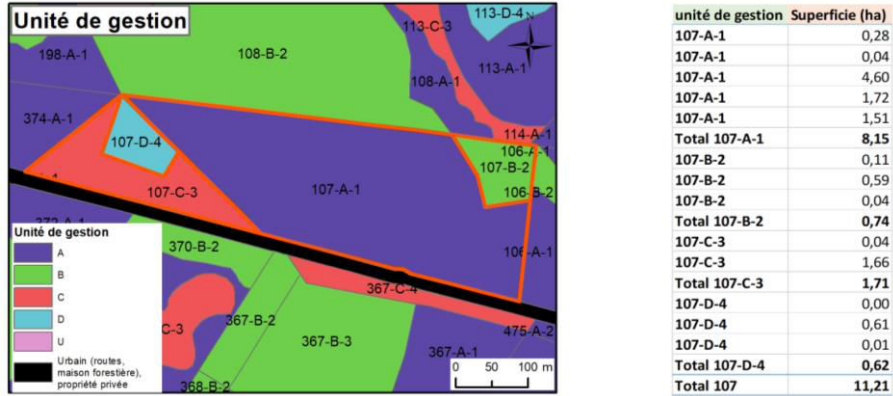 Unité de gestion
N
113-D-4
113-C-3
198-A-1
108-B-2
108-A-1
113-A-1
374-A-1
107-D-4
114-A-1
106-A-1
107-B-2
107-C-3
107-A-1
106-B-2
372-A-1
370-B-2
106-A-1
367-C-4
C-3
367-B-2
367-B-3
367-A-1
475-A-2
368-B-2
Unité de gestion
A
B
C
D
U
Urbain (routes,
maison forestière),
propriété privée
0 50 100 m
unité de gestion Superficie (ha)
107-A-1 0,28
107-A-1 0,04
107-A-1 4,60
107-A-1 1,72
107-A-1 1,51
Total 107-A-1 8,15
107-B-2 0,11
107-B-2 0,59
107-B-2 0,04
Total 107-B-2 0,74
107-C-3 0,04
107-C-3 1,66
Total 107-C-3 1,71
107-D-4 0,00
107-D-4 0,61
107-D-4 0,01
Total 107-D-4 0,62
Total 107 11,21